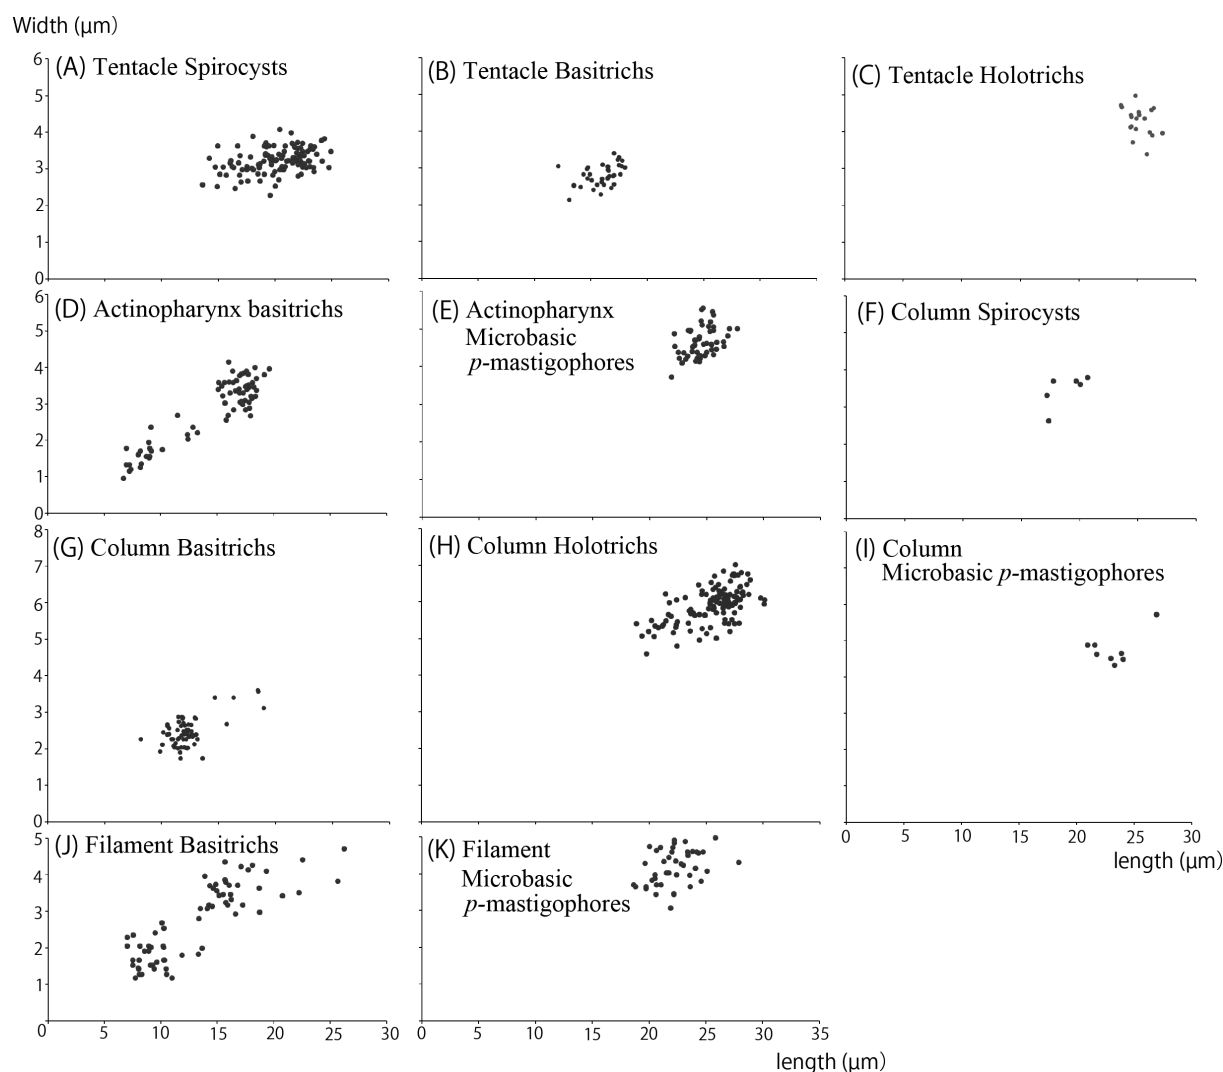 Width (μm)
(A) Tentacle Spirocysts
(B) Tentacle Basitrichs
(C) Tentacle Holotrichs
6
5
4
3
2
1
0
(D) Actinopharynx basitrichs
(E) Actinopharynx
Microbasic
p-mastigophores
(F) Column Spirocysts
6
5
4
3
2
1
0
(G) Column Basitrichs
(H) Column Holotrichs
(I) Column
Microbasic p-mastigophores
8
7
6
5
4
3
2
1
0
0 5 10 15 20 25 30
length (μm)
(J) Filament Basitrichs
(K) Filament
Microbasic
p-mastigophores
5
4
3
2
1
0 5 10 15 20 25 30
0 5 10 15 20 25 30 35
length (μm)